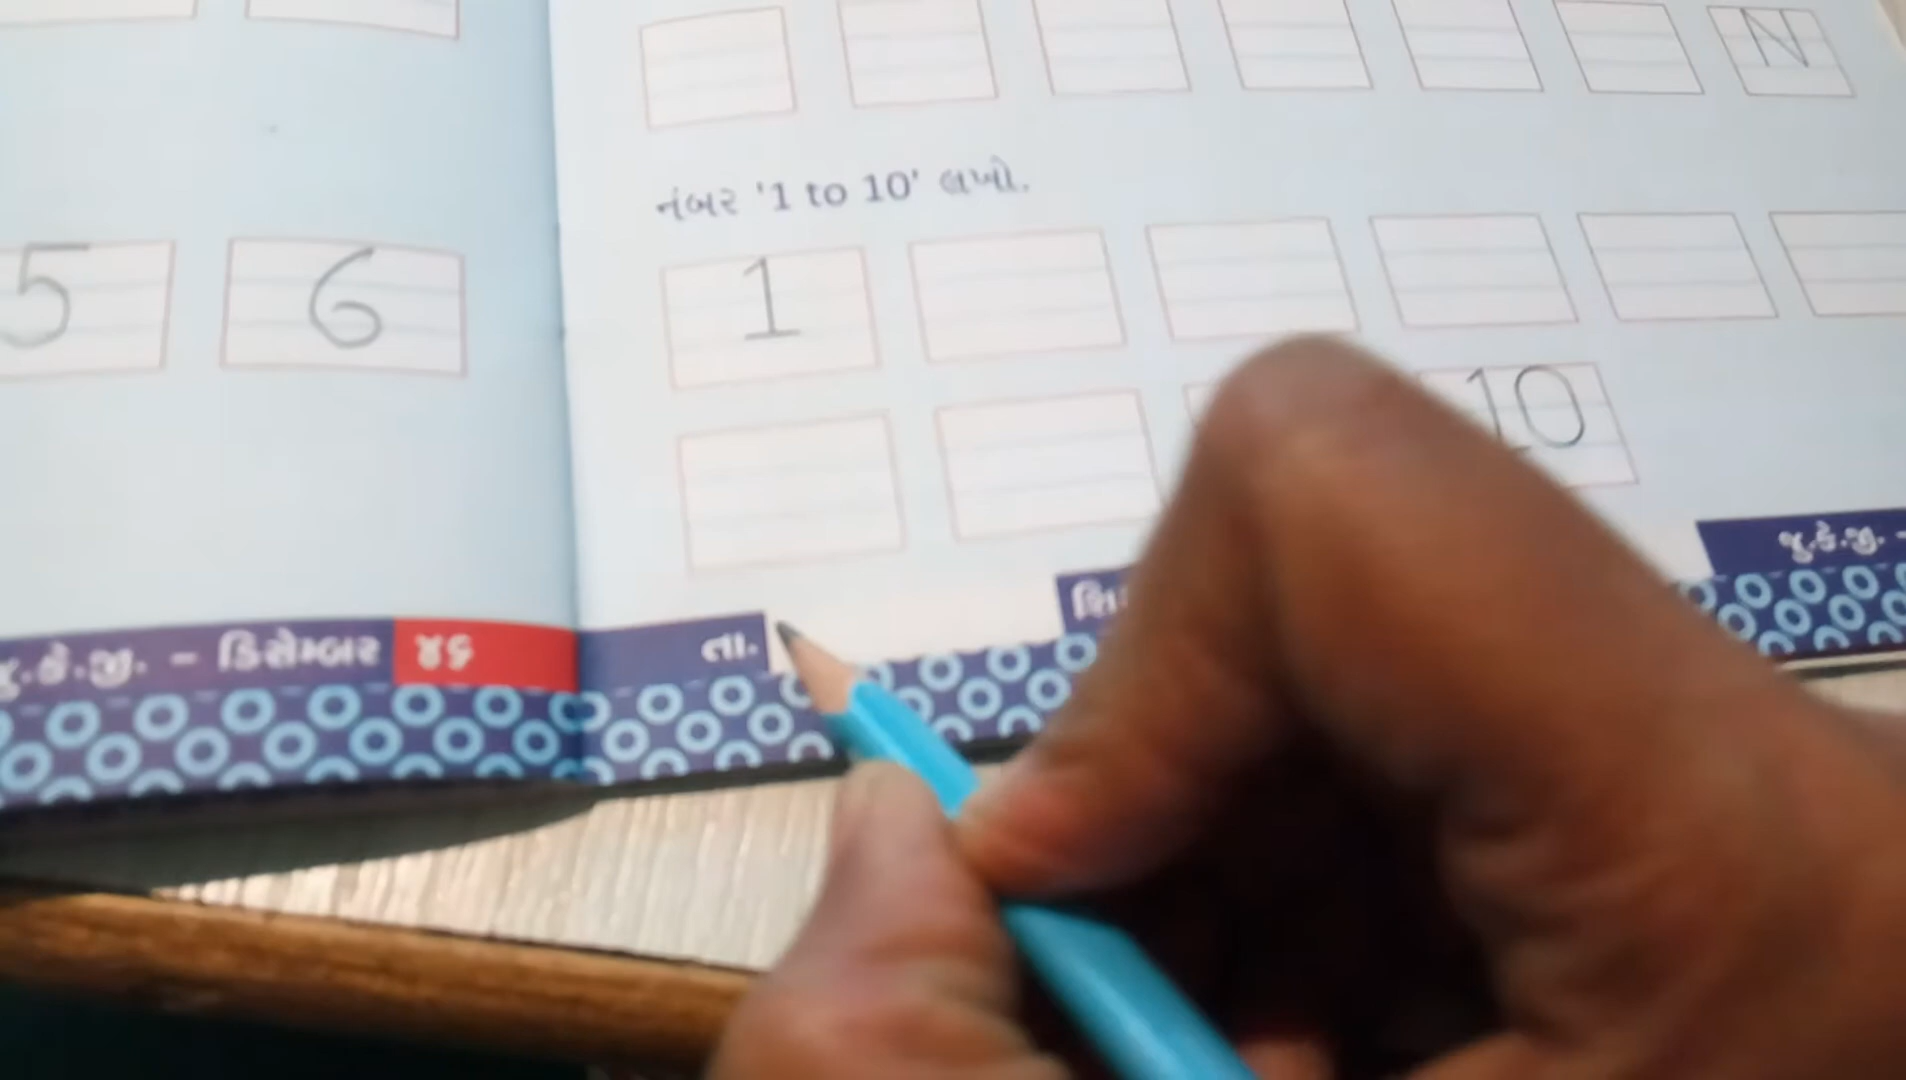 N
નંબર '1 to 10' લખો.
5 6
1
10
જુ.કે.જી. - ડિસેમ્બર ૪૬
તા.
જુ.કે.જી. -